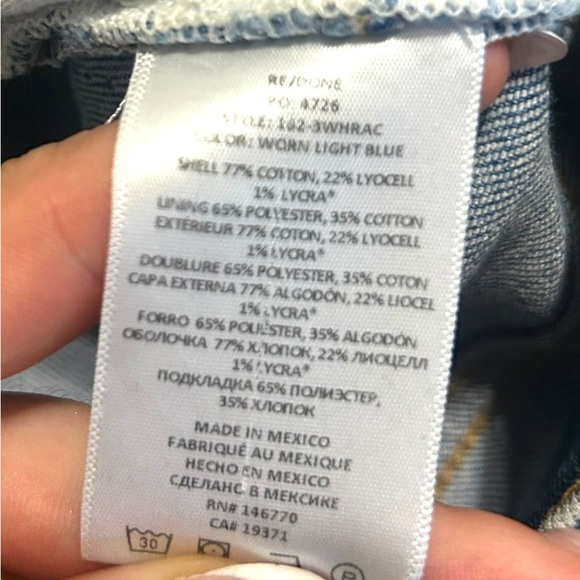 RE/DONE
PO: 4726
STYLE: 182-3WHRAC
COLOR: WORN LIGHT BLUE
SHELL 77% COTTON, 22% LYOCELL
1% LYCRA®
LINING 65% POLYESTER, 35% COTTON
EXTÉRIEUR 77% COTON, 22% LYOCELL
1% LYCRA®
DOUBLURE 65% POLYESTER, 35% COTON
CAPA EXTERNA 77% ALGODÓN, 22% LIOCEL
1% LYCRA®
FORRO 65% POLIÉSTER, 35% ALGODÓN
ОБОЛОЧКА 77% ХЛОПОК, 22% ЛИОЦЕЛЛ
1% LYCRA®
ПОДКЛАДКА 65% ПОЛИЭСТЕР,
35% ХЛОПОК
MADE IN MEXICO
FABRIQUÉ AU MEXIQUE
HECHO EN MEXICO
СДЕЛАНО В МЕКСИКЕ
RN# 146770
CA# 19371
30
P